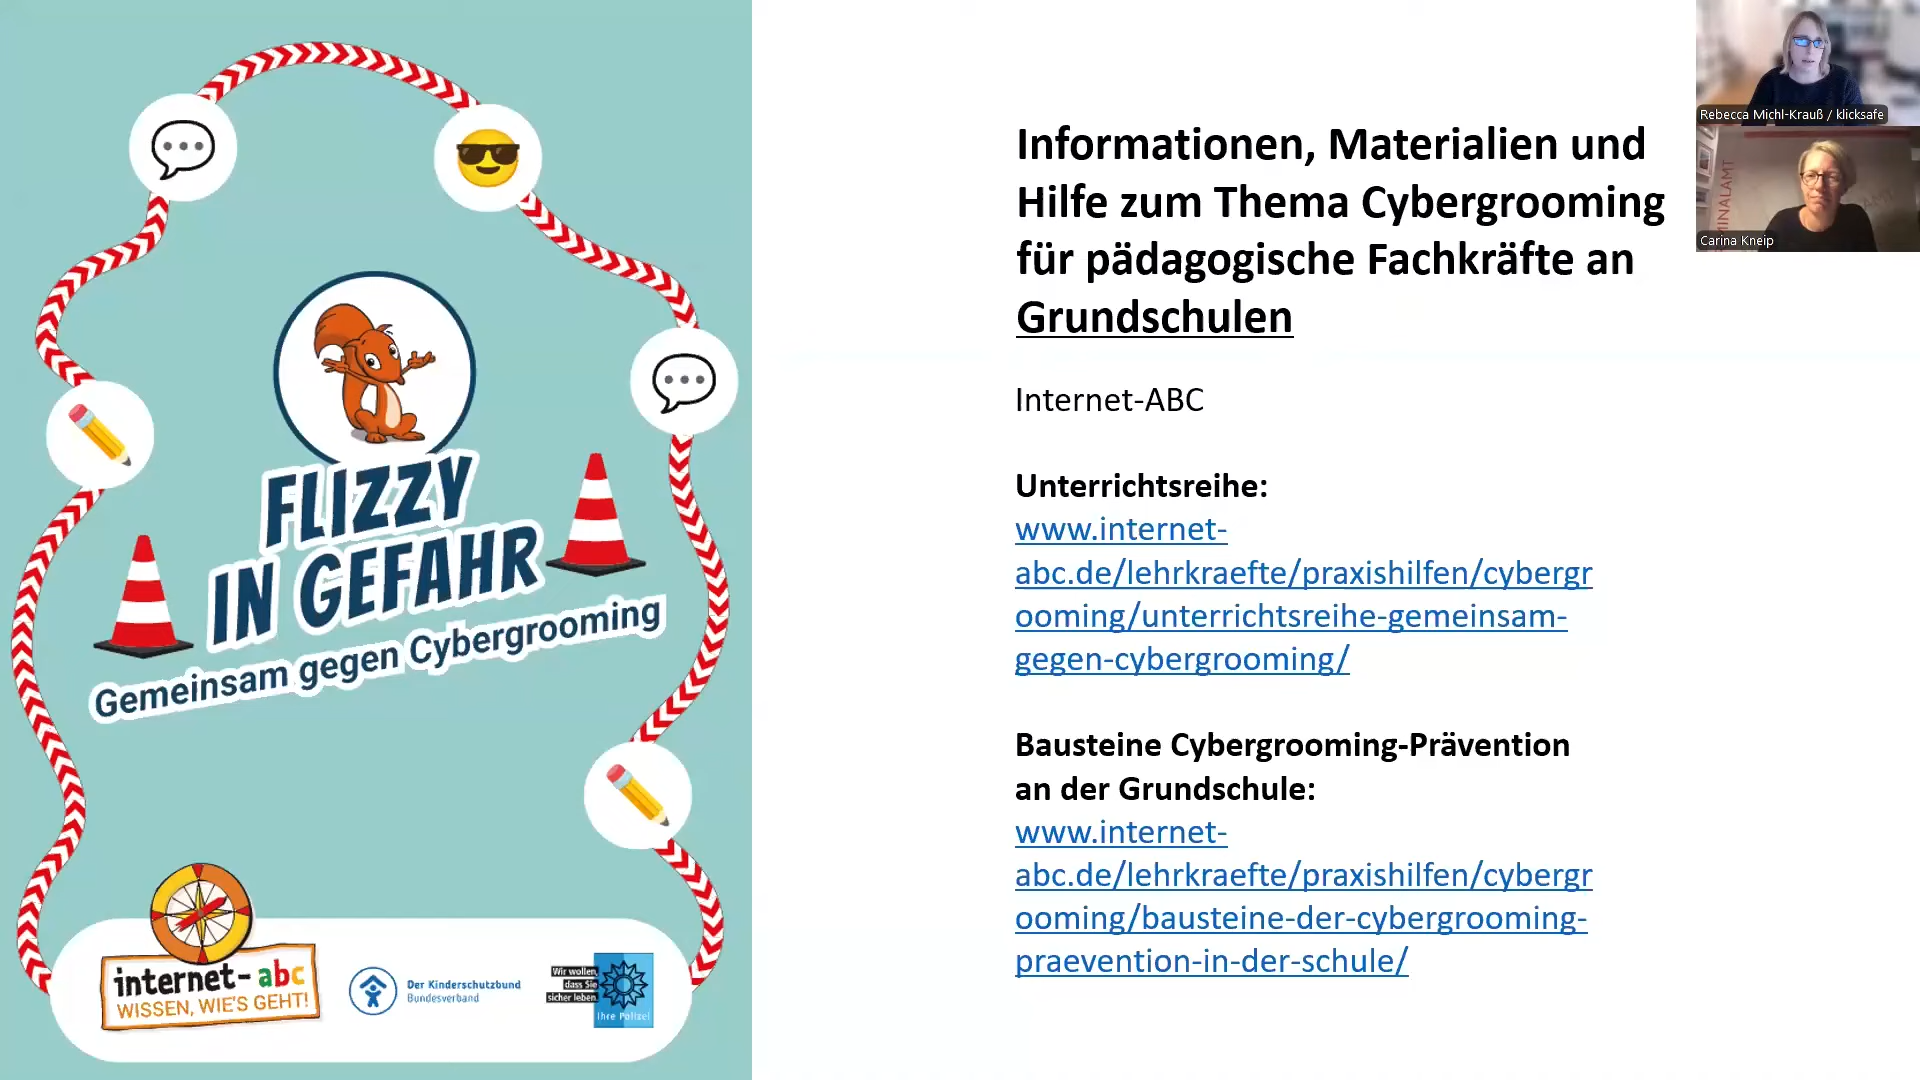 FLIZZY
IN GEFAHR
Gemeinsam gegen Cybergrooming
internet-abc
WISSEN, WIE'S GEHT!
Der Kinderschutzbund
Bundesverband
Wir wollen,
dass Sie
sicher leben.
Ihre Polizei
Informationen, Materialien und
Hilfe zum Thema Cybergrooming
für pädagogische Fachkräfte an
Grundschulen
Internet-ABC
Unterrichtsreihe:
www.internet-
abc.de/lehrkraefte/praxishilfen/cybergr
ooming/unterrichtsreihe-gemeinsam-
gegen-cybergrooming/
Bausteine Cybergrooming-Prävention
an der Grundschule:
www.internet-
abc.de/lehrkraefte/praxishilfen/cybergr
ooming/bausteine-der-cybergrooming-
praevention-in-der-schule/
Rebecca Michl-Krauß / klicksafe
MINALAMT
Carina Kneip